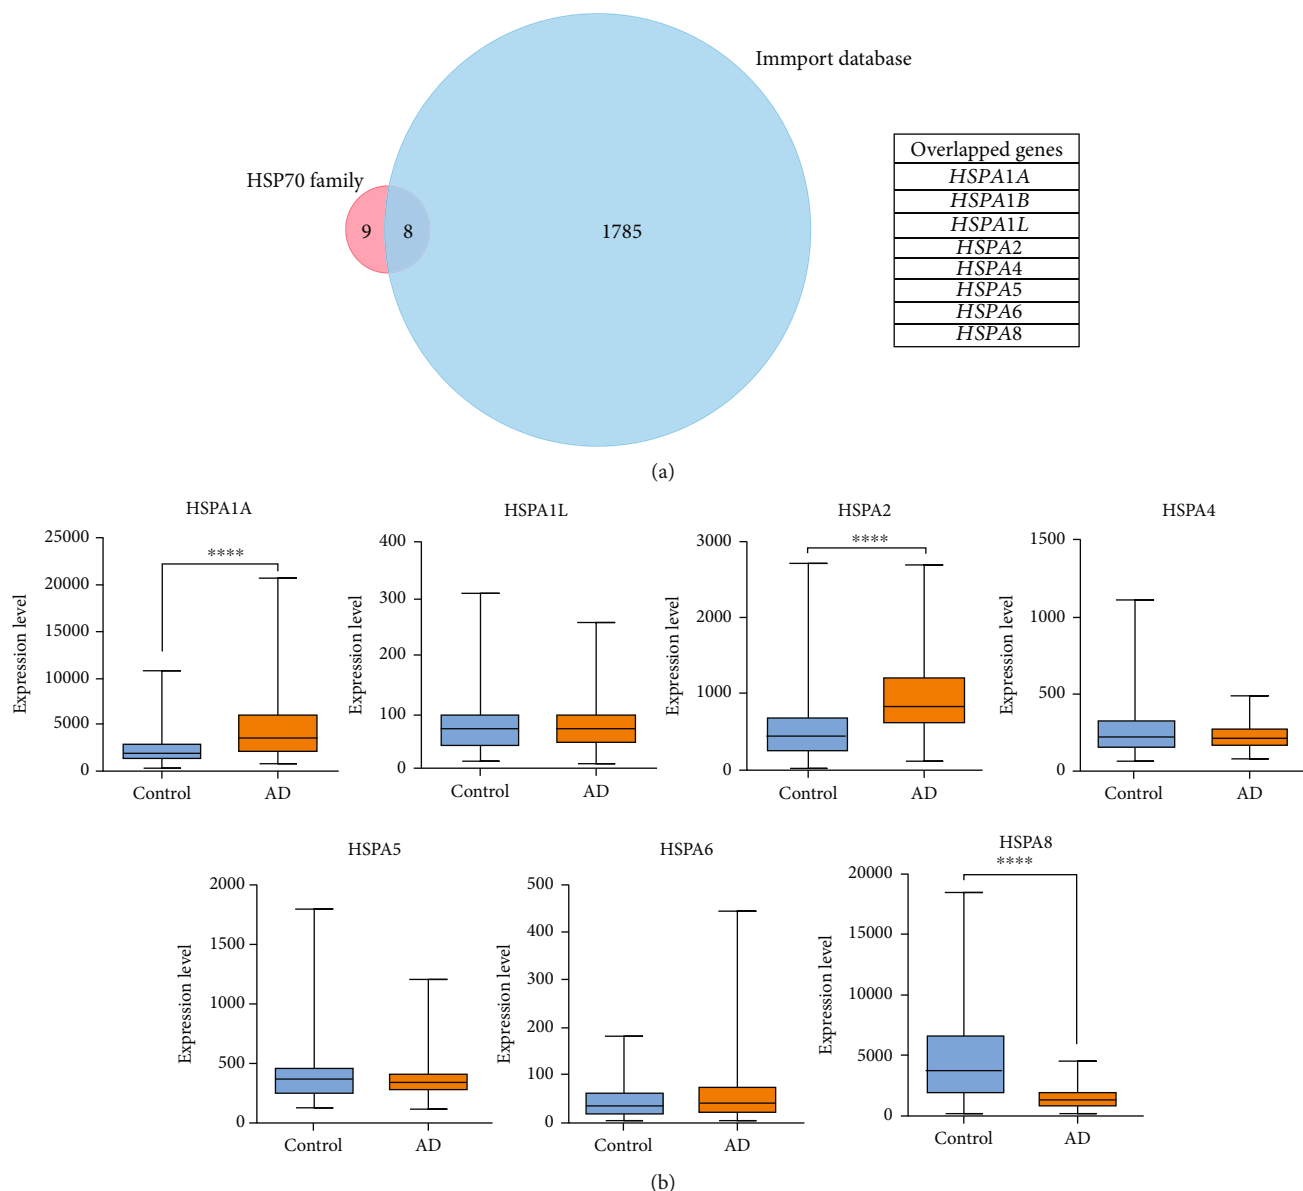 Immport database
HSP70 family
9
8
1785
Overlapped genes
HSPA1A
HSPA1B
HSPA1L
HSPA2
HSPA4
HSPA5
HSPA6
HSPA8
(a)
HSPA1A
25000
20000
15000
10000
5000
0
Expression level
****
Control
AD
HSPA1L
400
300
200
100
0
Expression level
Control
AD
HSPA2
3000
2000
1000
0
Expression level
****
Control
AD
HSPA4
1500
1000
500
0
Expression level
Control
AD
HSPA5
2000
1500
1000
500
0
Expression level
Control
AD
HSPA6
500
400
300
200
100
0
Expression level
Control
AD
HSPA8
20000
15000
10000
5000
0
Expression level
****
Control
AD
(b)